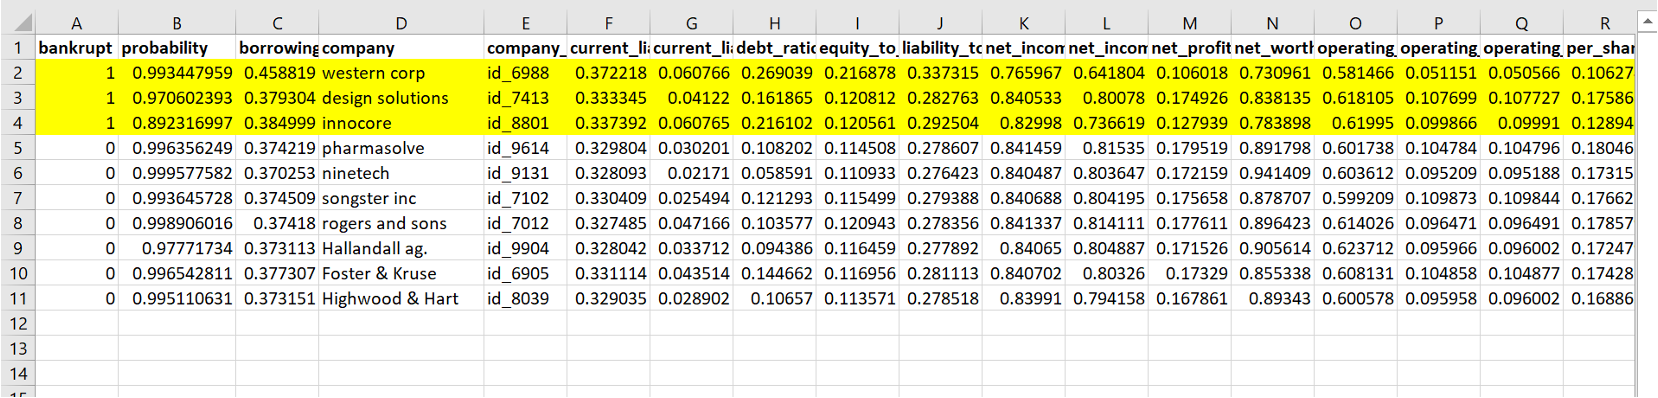 A B C D E F G H I J K L M N O P Q R
1 bankrupt probability borrowing company company_ current_li current_li debt_ratio equity_to liability_to net_incom net_incom net_profit net_worth operating_ operating_ operating_ per_shar
2 1 0.993447959 0.458819 western corp id_6988 0.372218 0.060766 0.269039 0.216878 0.337315 0.765967 0.641804 0.106018 0.730961 0.581466 0.051151 0.050566 0.10627
3 1 0.970602393 0.379304 design solutions id_7413 0.333345 0.04122 0.161865 0.120812 0.282763 0.840533 0.80078 0.174926 0.838135 0.618105 0.107699 0.107727 0.17586
4 1 0.892316997 0.384999 innocore id_8801 0.337392 0.060765 0.216102 0.120561 0.292504 0.82998 0.736619 0.127939 0.783898 0.61995 0.099866 0.09991 0.12894
5 0 0.996356249 0.374219 pharmasolve id_9614 0.329804 0.030201 0.108202 0.114508 0.278607 0.841459 0.81535 0.179519 0.891798 0.601738 0.104784 0.104796 0.18046
6 0 0.999577582 0.370253 ninetech id_9131 0.328093 0.02171 0.058591 0.110933 0.276423 0.840487 0.803647 0.172159 0.941409 0.603612 0.095209 0.095188 0.17315
7 0 0.993645728 0.374509 songster inc id_7102 0.330409 0.025494 0.121293 0.115499 0.279388 0.840688 0.804195 0.175658 0.878707 0.599209 0.109873 0.109844 0.17662
8 0 0.998906016 0.37418 rogers and sons id_7012 0.327485 0.047166 0.103577 0.120943 0.278356 0.841337 0.814111 0.177611 0.896423 0.614026 0.096471 0.096491 0.17857
9 0 0.97771734 0.373113 Hallandall ag. id_9904 0.328042 0.033712 0.094386 0.116459 0.277892 0.84065 0.804887 0.171526 0.905614 0.623712 0.095966 0.096002 0.17247
10 0 0.996542811 0.377307 Foster & Kruse id_6905 0.331114 0.043514 0.144662 0.116956 0.281113 0.840702 0.80326 0.17329 0.855338 0.608131 0.104858 0.104877 0.17428
11 0 0.995110631 0.373151 Highwood & Hart id_8039 0.329035 0.028902 0.10657 0.113571 0.278518 0.83991 0.794158 0.167861 0.89343 0.600578 0.095958 0.096002 0.16886
12
13
14